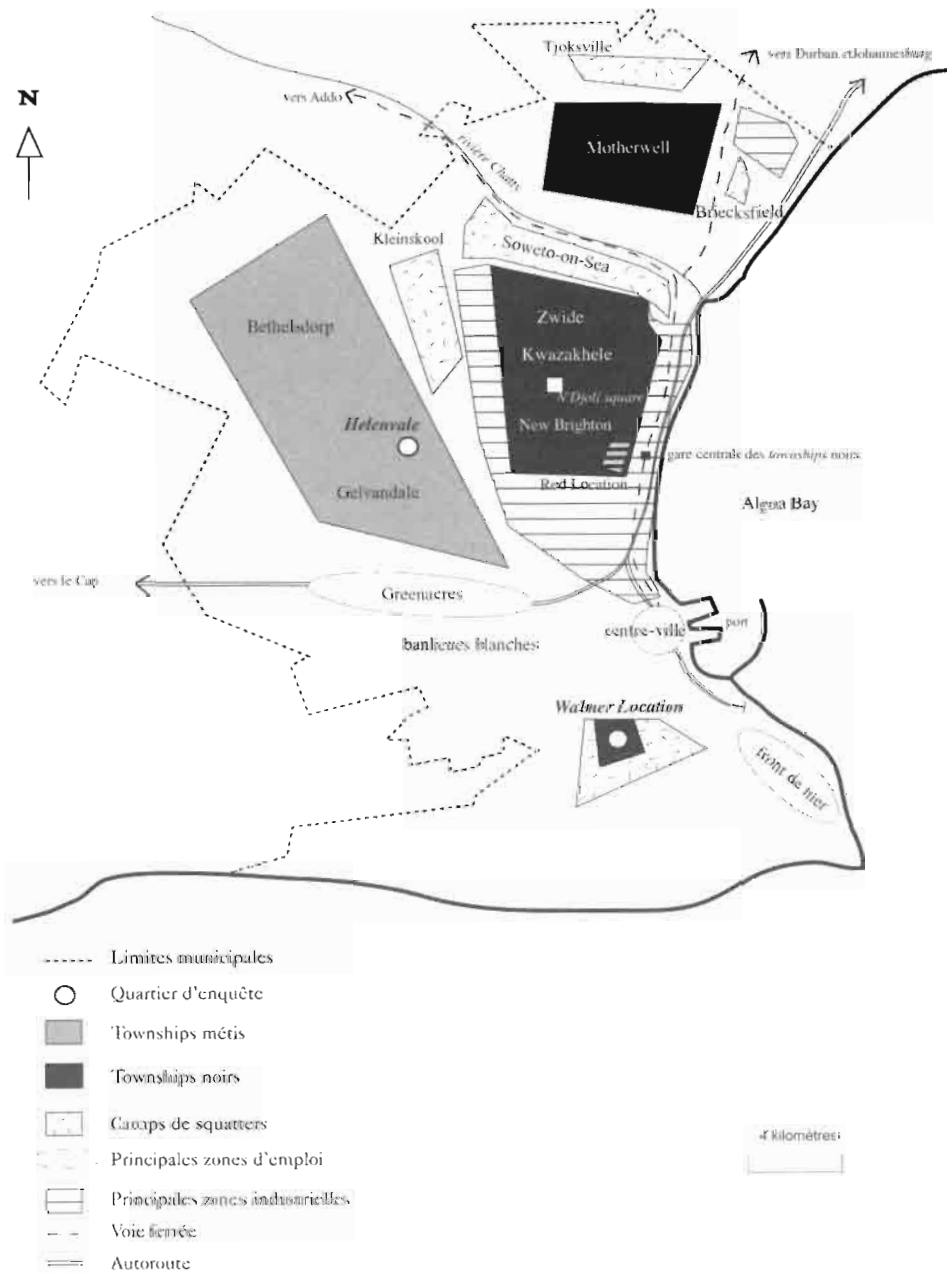 Tjoksville
vers Durban etJohannesburg
N
vers Addo
Motherwell
rivière Chatty
Briecksfield
Kleinskool
Soweto-on-Sea
Bethelsdorp
Zwide
Kwazakhele
N'Djoli square
Helenvale
New Brighton
gare centrale des townships noirs
Gelvandale
Red Location
Algoa Bay
vers le Cap
Greenacres
centre-ville
port
banlieues blanches
Walmer Location
front de mer
Limites municipales
Quartier d'enquête
Townships métis
Townships noirs
Camps de squatters
4 kilomètres
Principales zones d'emploi
Principales zones industrielles
Voie ferrée
Autoroute